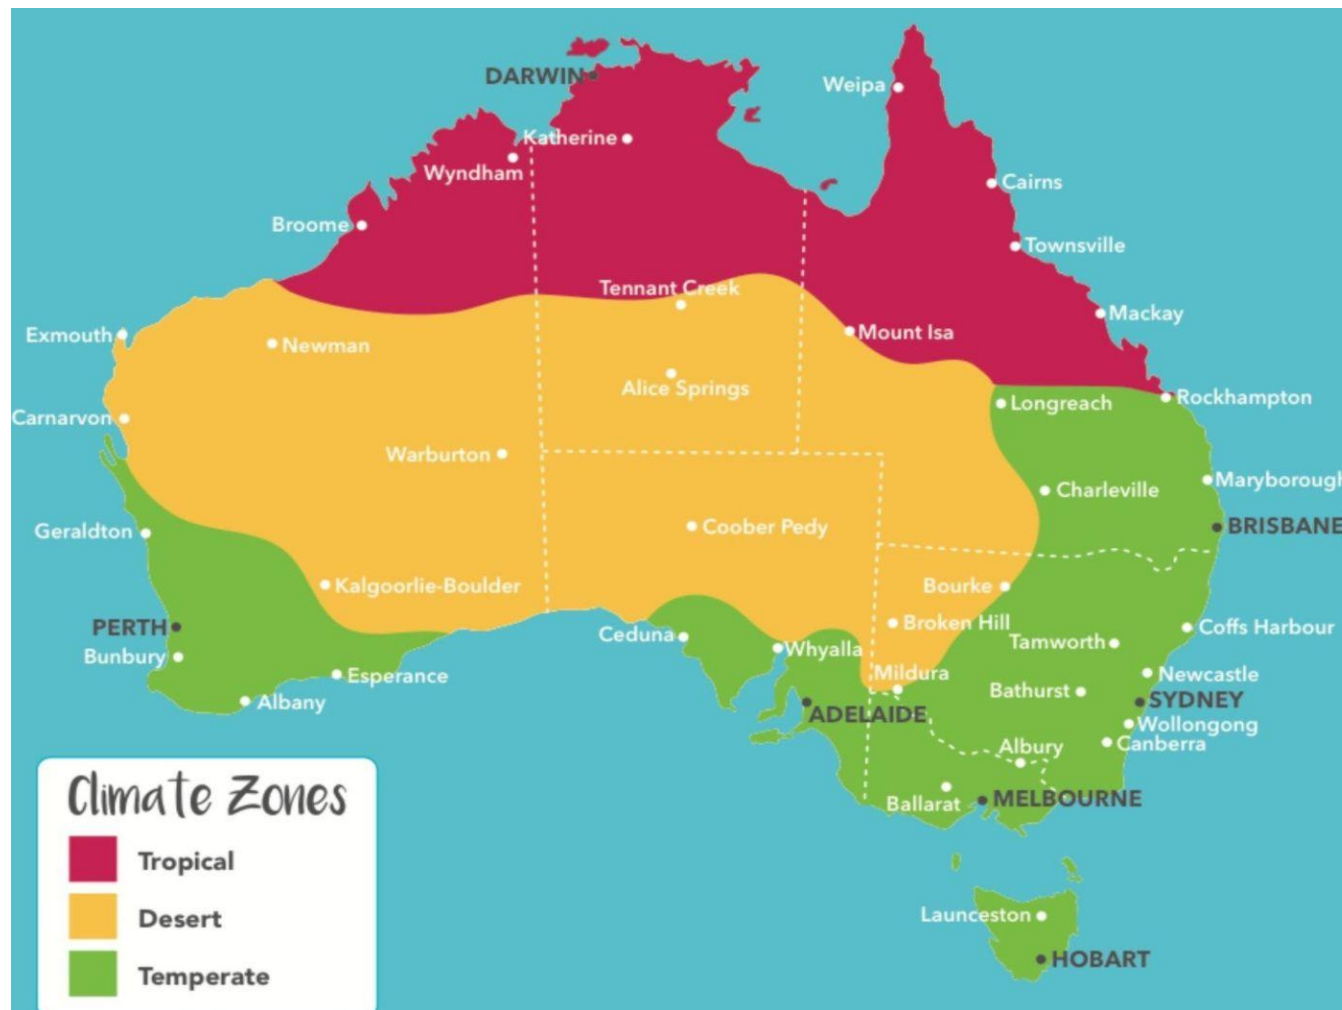 DARWIN
Weipa
Katherine
Wyndham
Cairns
Broome
Townsville
Tennant Creek
Mackay
Exmouth
Mount Isa
Newman
Alice Springs
Longreach
Rockhampton
Carnarvon
Warburton
Charleville
Maryborough
Coober Pedy
BRISBANE
Geraldton
Kalgoorlie-Boulder
Bourke
Broken Hill
PERTH
Ceduna
Coffs Harbour
Tamworth
Whyalla
Bunbury
Mildura
Esperance
Newcastle
Bathurst
SYDNEY
Albany
ADELAIDE
Wollongong
Canberra
Albury
Climate Zones
MELBOURNE
Ballarat
Tropical
Desert
Launceston
HOBART
Temperate